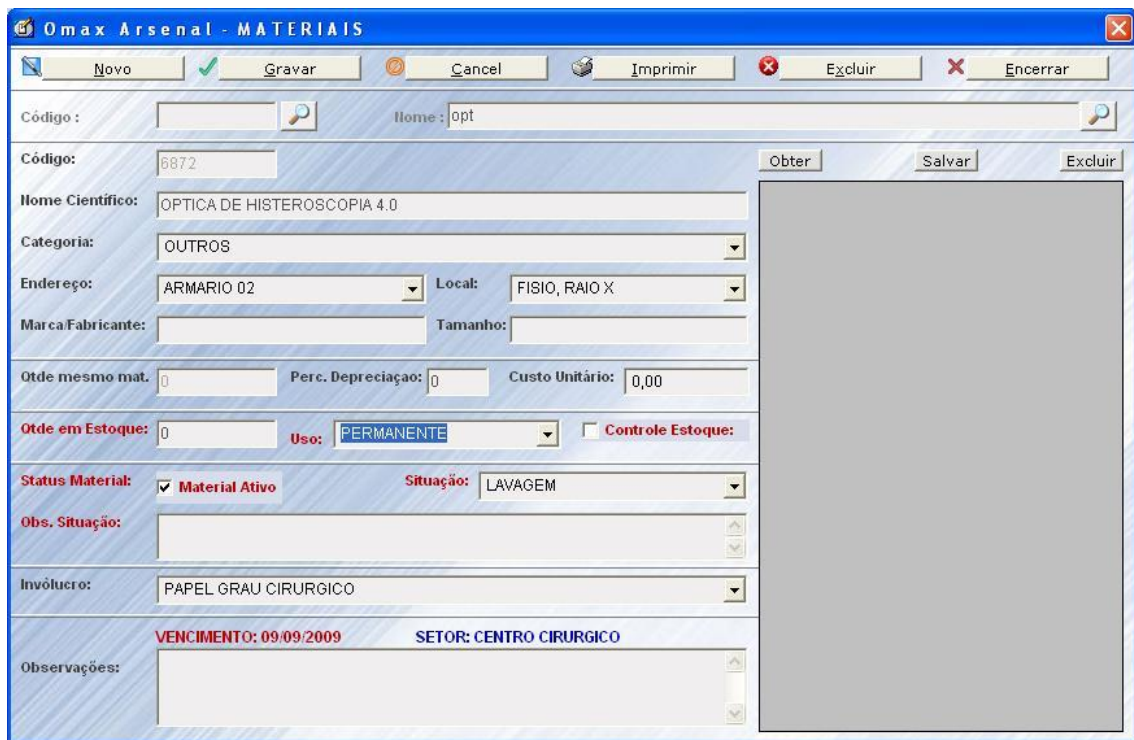 Omax Arsenal - MATERIAIS
Novo Gravar Cancel Imprimir Excluir Encerrar
Código : Nome : opt
Código: 6872 Obter Salvar Excluir
Nome Científico: OPTICA DE HISTEROSCOPIA 4.0
Categoria: OUTROS
Endereço: ARMARIO 02 Local: FISIO, RAIO X
Marca/Fabricante: Tamanho:
Qtde mesmo mat. 0 Perc. Depreciaçao: 0 Custo Unitário: 0,00
Qtde em Estoque: 0 Uso: PERMANENTE Controle Estoque:
Status Material: Material Ativo Situação: LAVAGEM
Obs. Situação:
Invólucro: PAPEL GRAU CIRURGICO
VENCIMENTO: 09/09/2009 SETOR: CENTRO CIRURGICO
Observações: